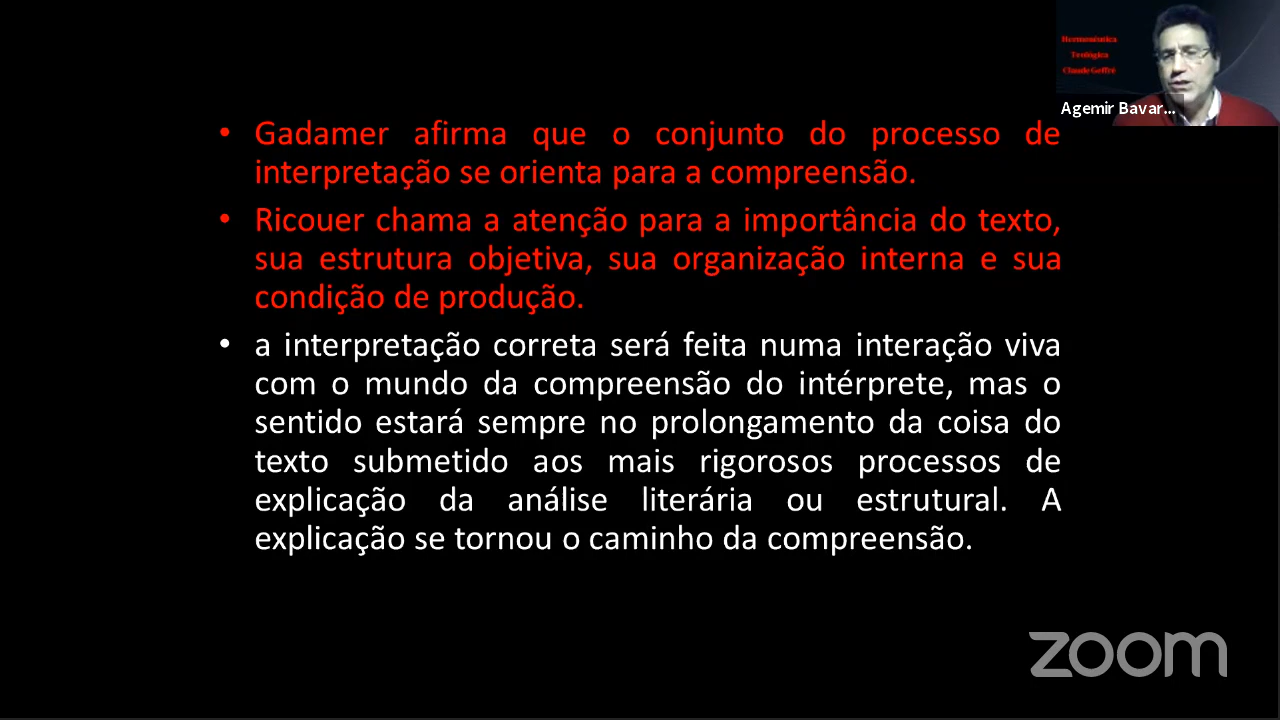 Hermenêutica
Teológica
Claude Geffré
Agemir Bavar...
• Gadamer afirma que o conjunto do processo de
interpretação se orienta para a compreensão.
• Ricouer chama a atenção para a importância do texto,
sua estrutura objetiva, sua organização interna e sua
condição de produção.
• a interpretação correta será feita numa interação viva
com o mundo da compreensão do intérprete, mas o
sentido estará sempre no prolongamento da coisa do
texto submetido aos mais rigorosos processos de
explicação da análise literária ou estrutural. A
explicação se tornou o caminho da compreensão.
zoom